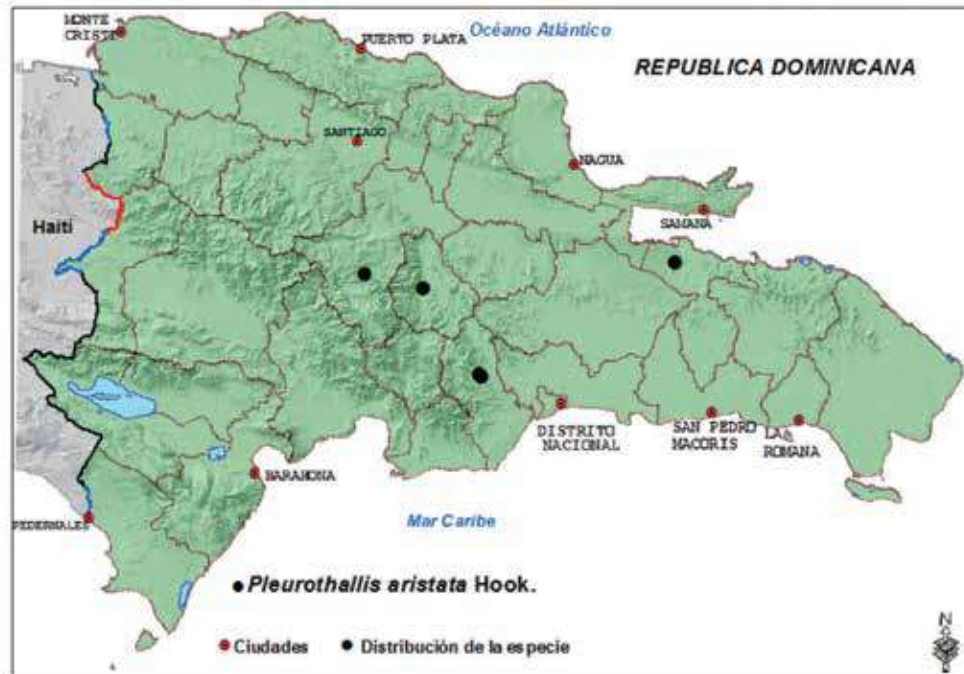 MONTE
CRISTI
PUERTO PLATA
Océano Atlántico
REPUBLICA DOMINICANA
SANTIAGO
NAGUA
SAMANA
Haití
DISTRITO
NACIONAL
SAN PEDRO
MACORIS
LA
ROMANA
BARAHONA
PEDERNALES
Mar Caribe
Pleurothallis aristata Hook.
Ciudades
Distribución de la especie
N